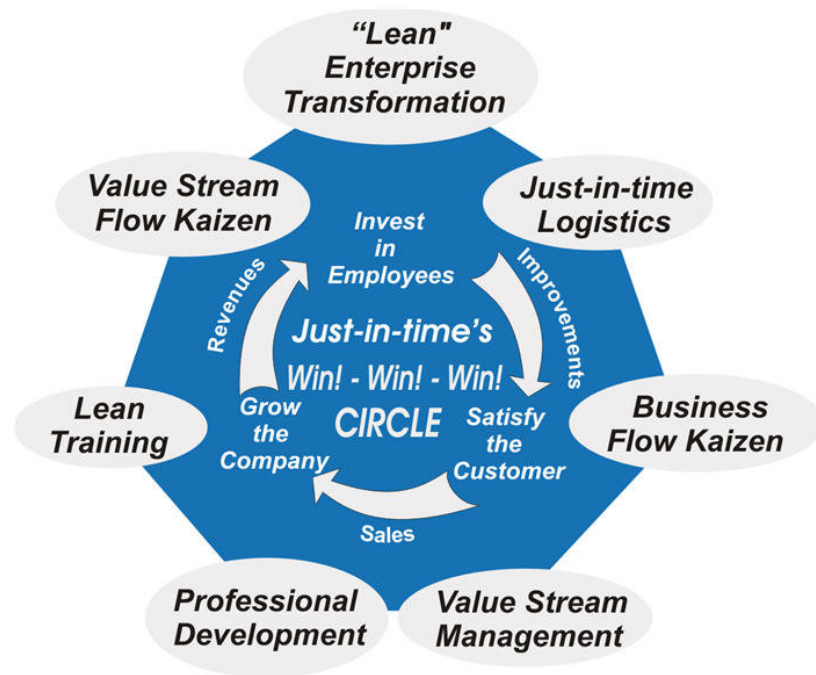 “Lean"
Enterprise
Transformation
Value Stream
Flow Kaizen
Just-in-time
Logistics
Invest
in
Employees
Revenues
Improvements
Just-in-time's
Win! - Win! - Win!
CIRCLE
Grow
the
Company
Satisfy
the
Customer
Sales
Lean
Training
Business
Flow Kaizen
Professional
Development
Value Stream
Management